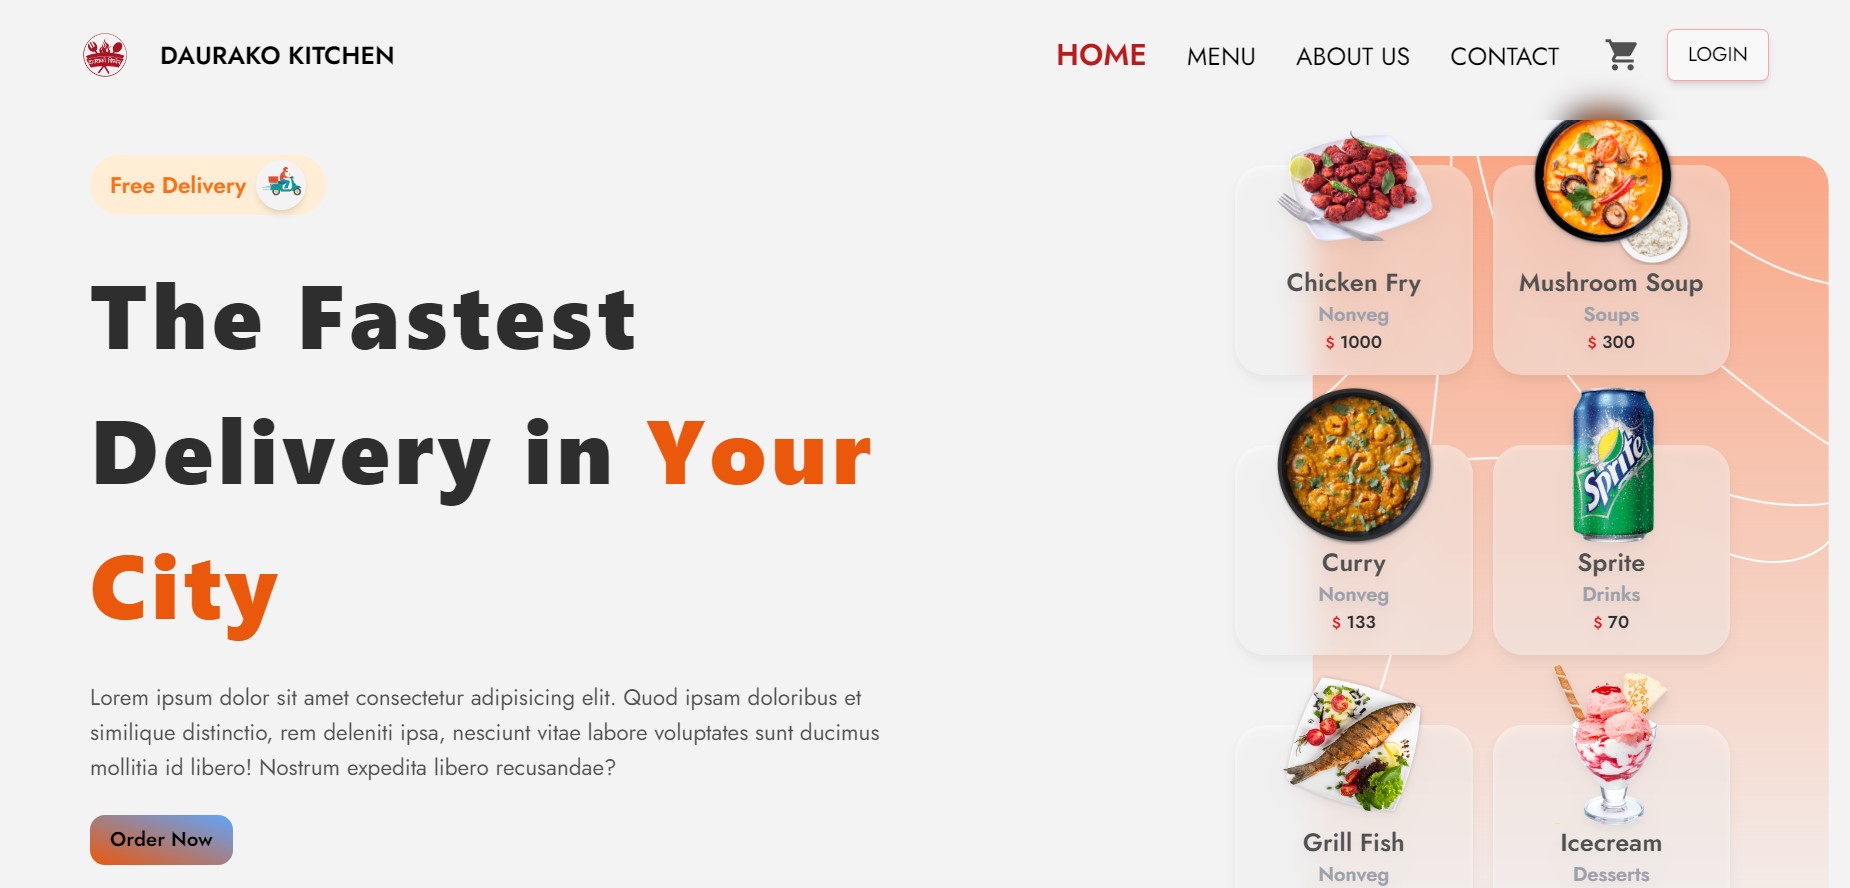 DAURAKO KITCHEN
HOME MENU ABOUT US CONTACT LOGIN
Free Delivery
The Fastest
Delivery in Your
City
Lorem ipsum dolor sit amet consectetur adipisicing elit. Quod ipsam doloribus et
similique distinctio, rem deleniti ipsa, nesciunt vitae labore voluptates sunt ducimus
mollitia id libero! Nostrum expedita libero recusandae?
Order Now
Chicken Fry
Nonveg
$ 1000
Mushroom Soup
Soups
$ 300
Curry
Nonveg
$ 133
Sprite
Sprite
Drinks
$ 70
Grill Fish
Nonveg
Icecream
Desserts